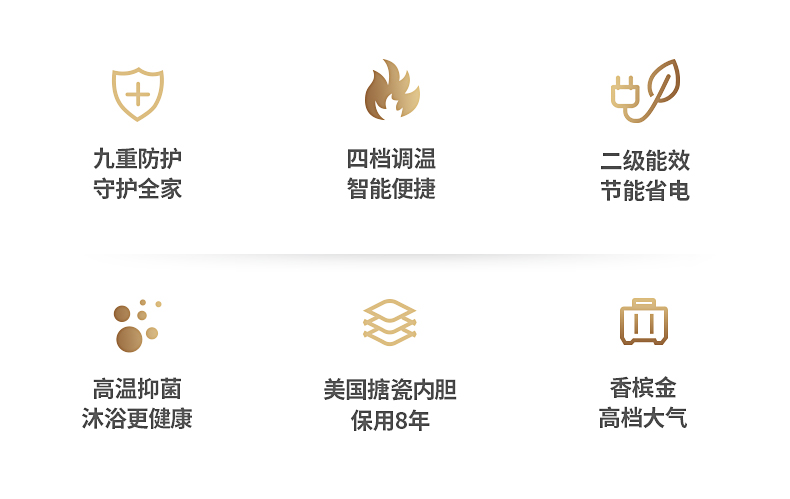 九重防护
守护全家
四档调温
智能便捷
二级能效
节能省电
高温抑菌
沐浴更健康
美国搪瓷内胆
保用8年
香槟金
高档大气